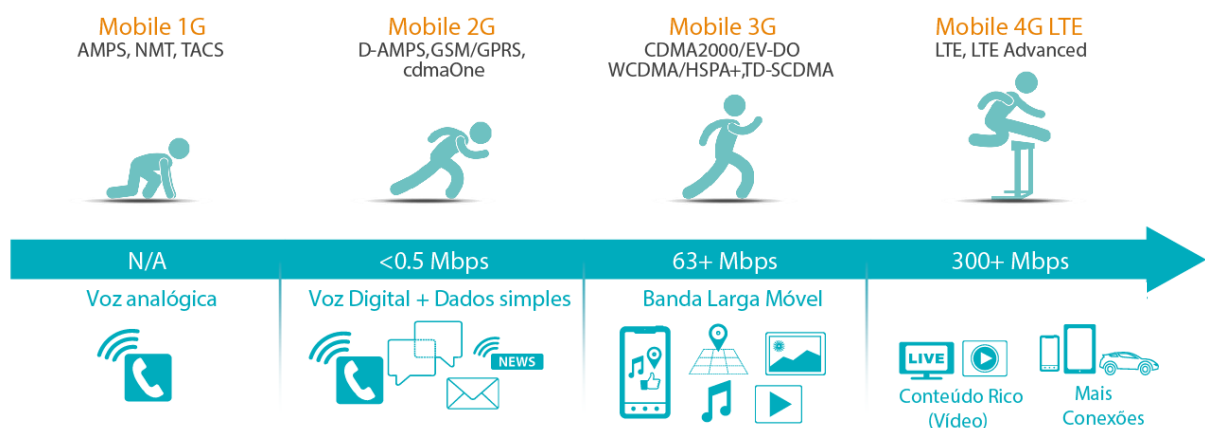 Mobile 1G
AMPS, NMT, TACS
Mobile 2G
D-AMPS,GSM/GPRS,
cdmaOne
Mobile 3G
CDMA2000/EV-DO
WCDMA/HSPA+,TD-SCDMA
Mobile 4G LTE
LTE, LTE Advanced
N/A
<0.5 Mbps
63+ Mbps
300+ Mbps
Voz analógica
Voz Digital + Dados simples
NEWS
Banda Larga Móvel
LIVE
Conteúdo Rico
(Vídeo)
Mais
Conexões